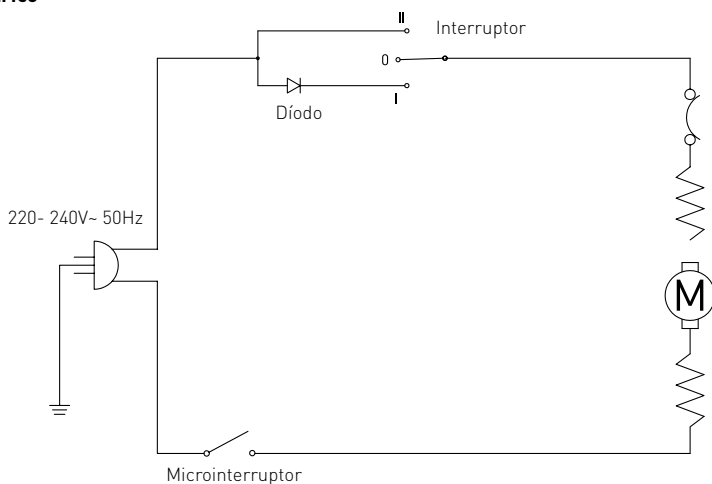 II
Interruptor
0
I
Díodo
220- 240V~ 50Hz
M
Microinterruptor